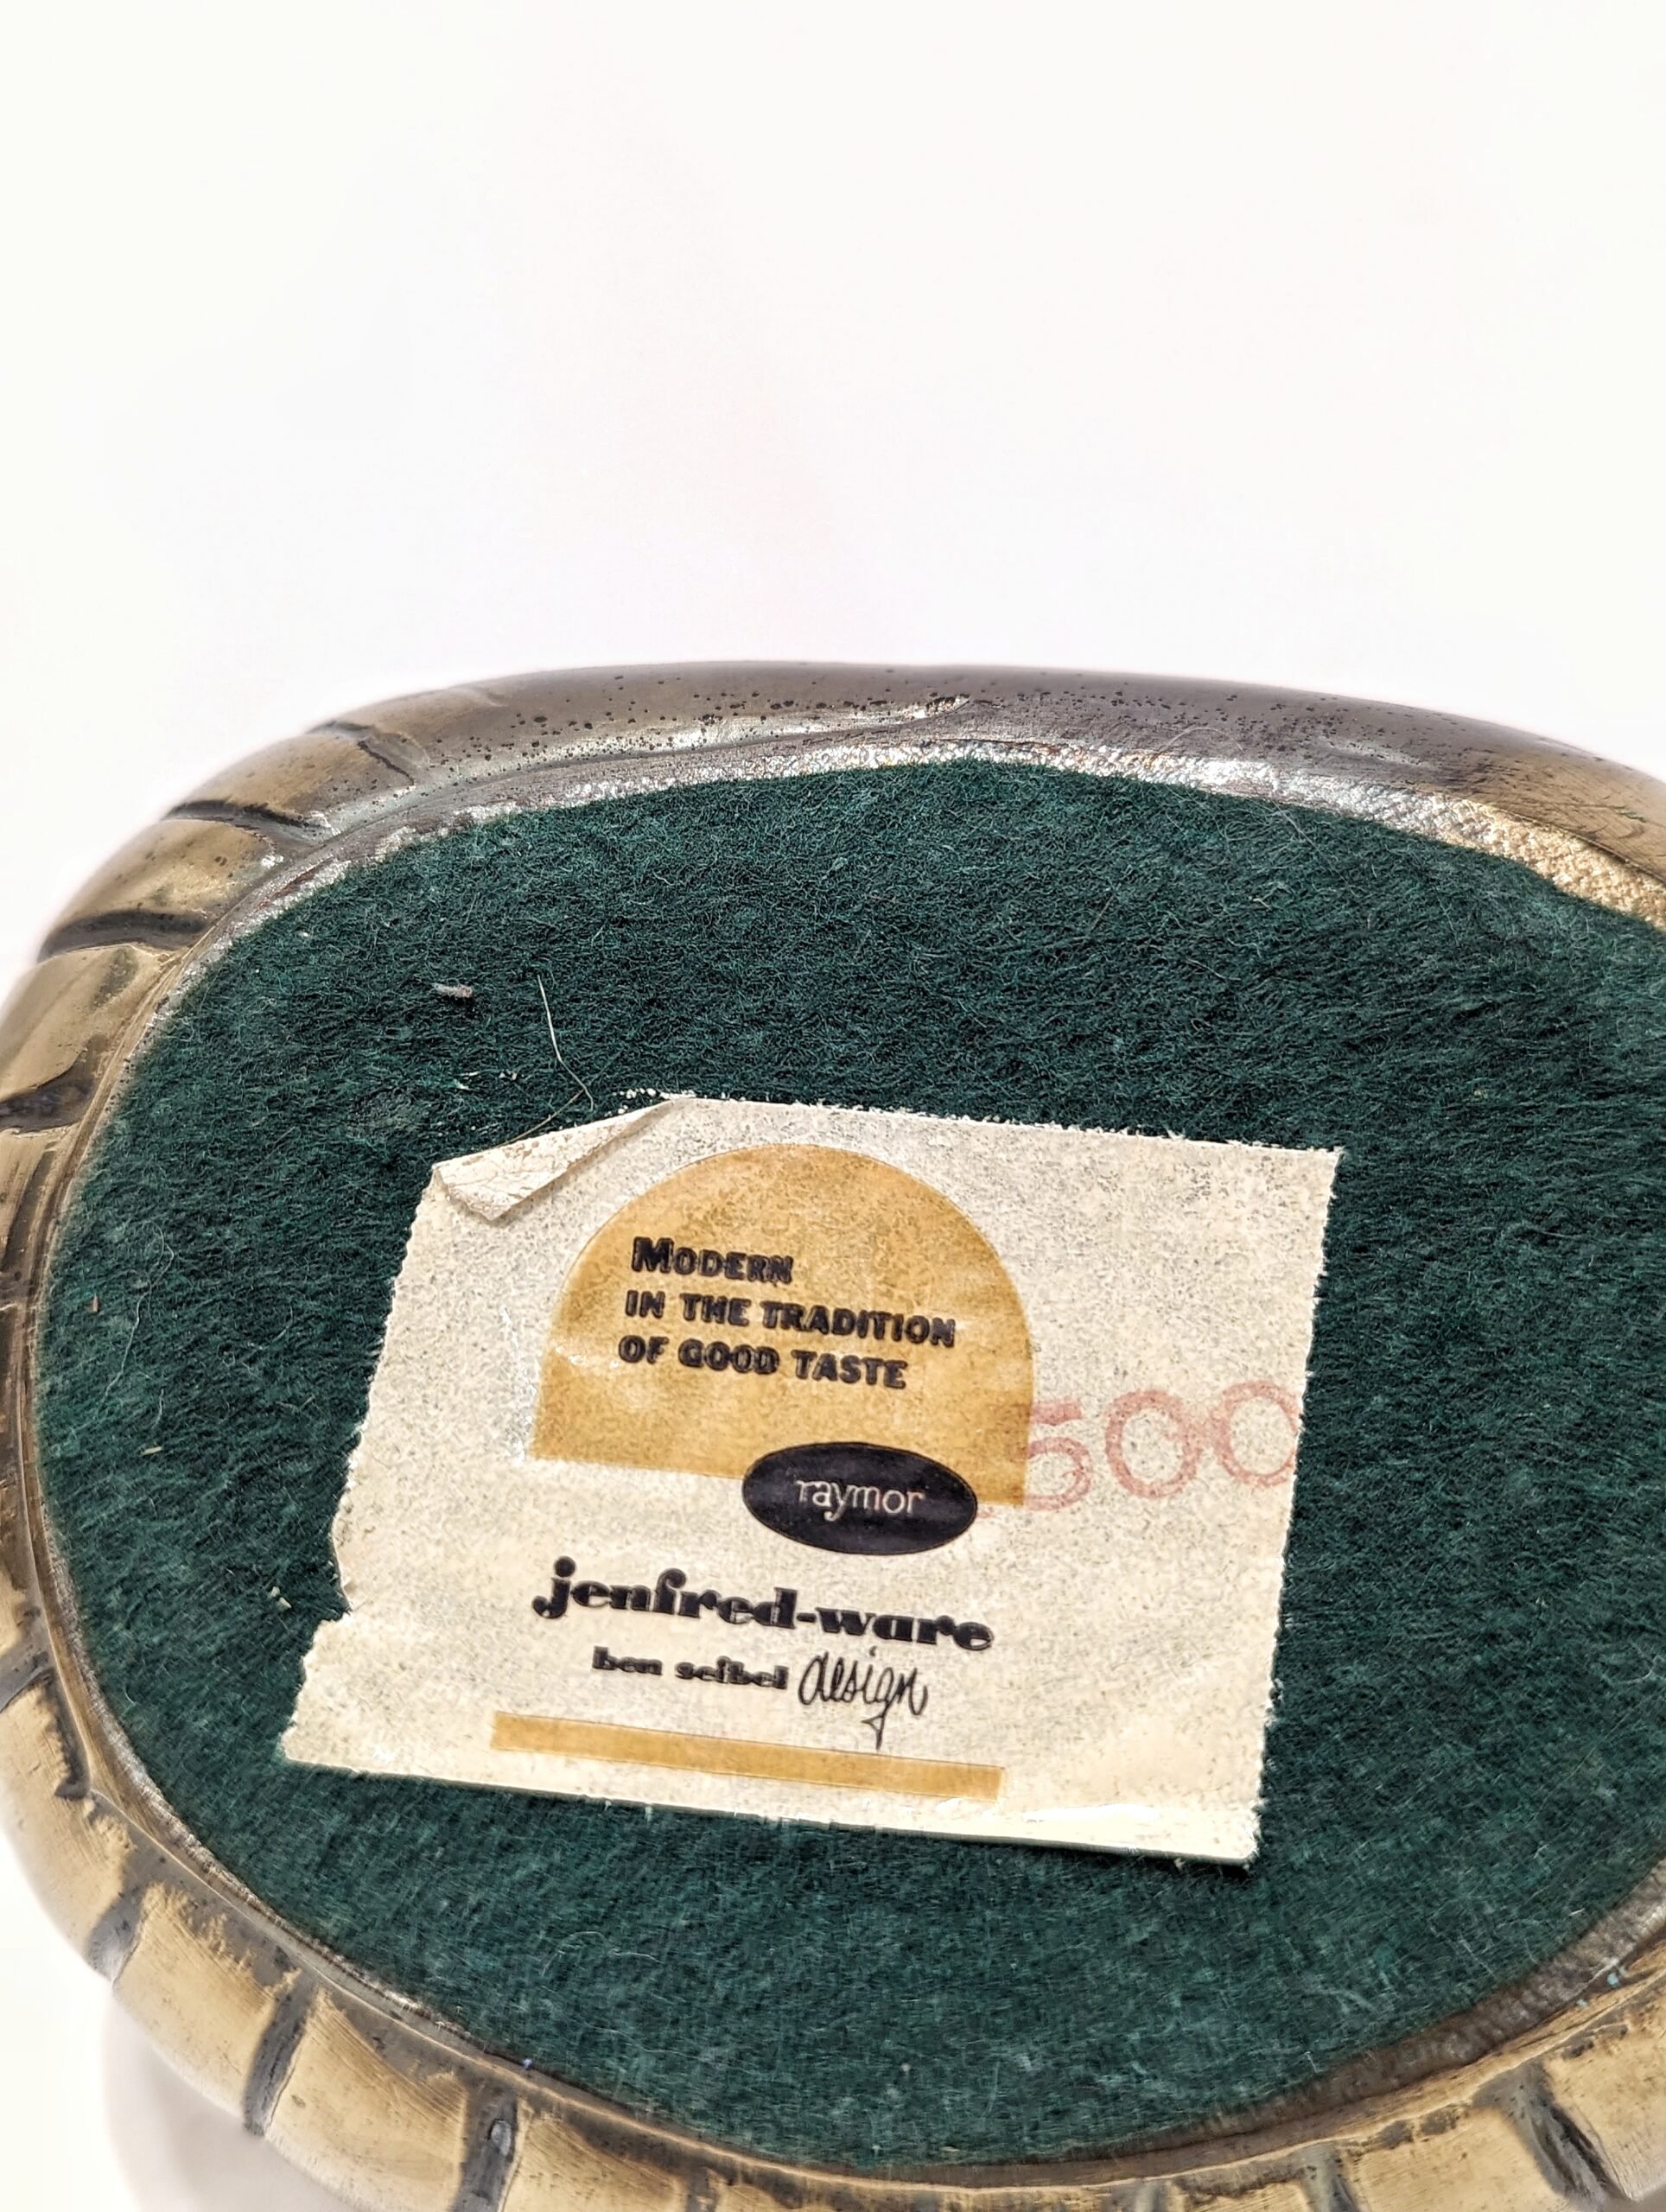 MODERN
IN THE TRADITION
OF GOOD TASTE
500
raymor
jenfred-ware
ben seibel design